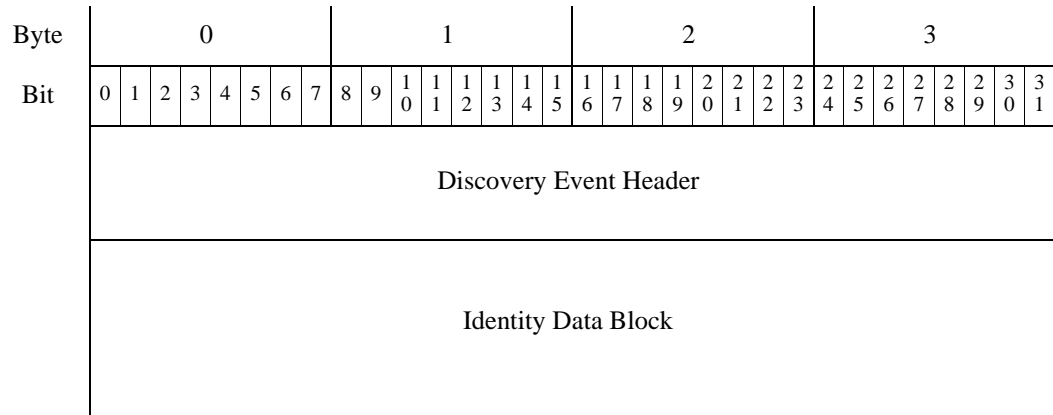 Byte 0 1 2 3
Bit 0 1 2 3 4 5 6 7 8 9 10 11 12 13 14 15 16 17 18 19 20 21 22 23 24 25 26 27 28 29 30 31
Discovery Event Header
Identity Data Block